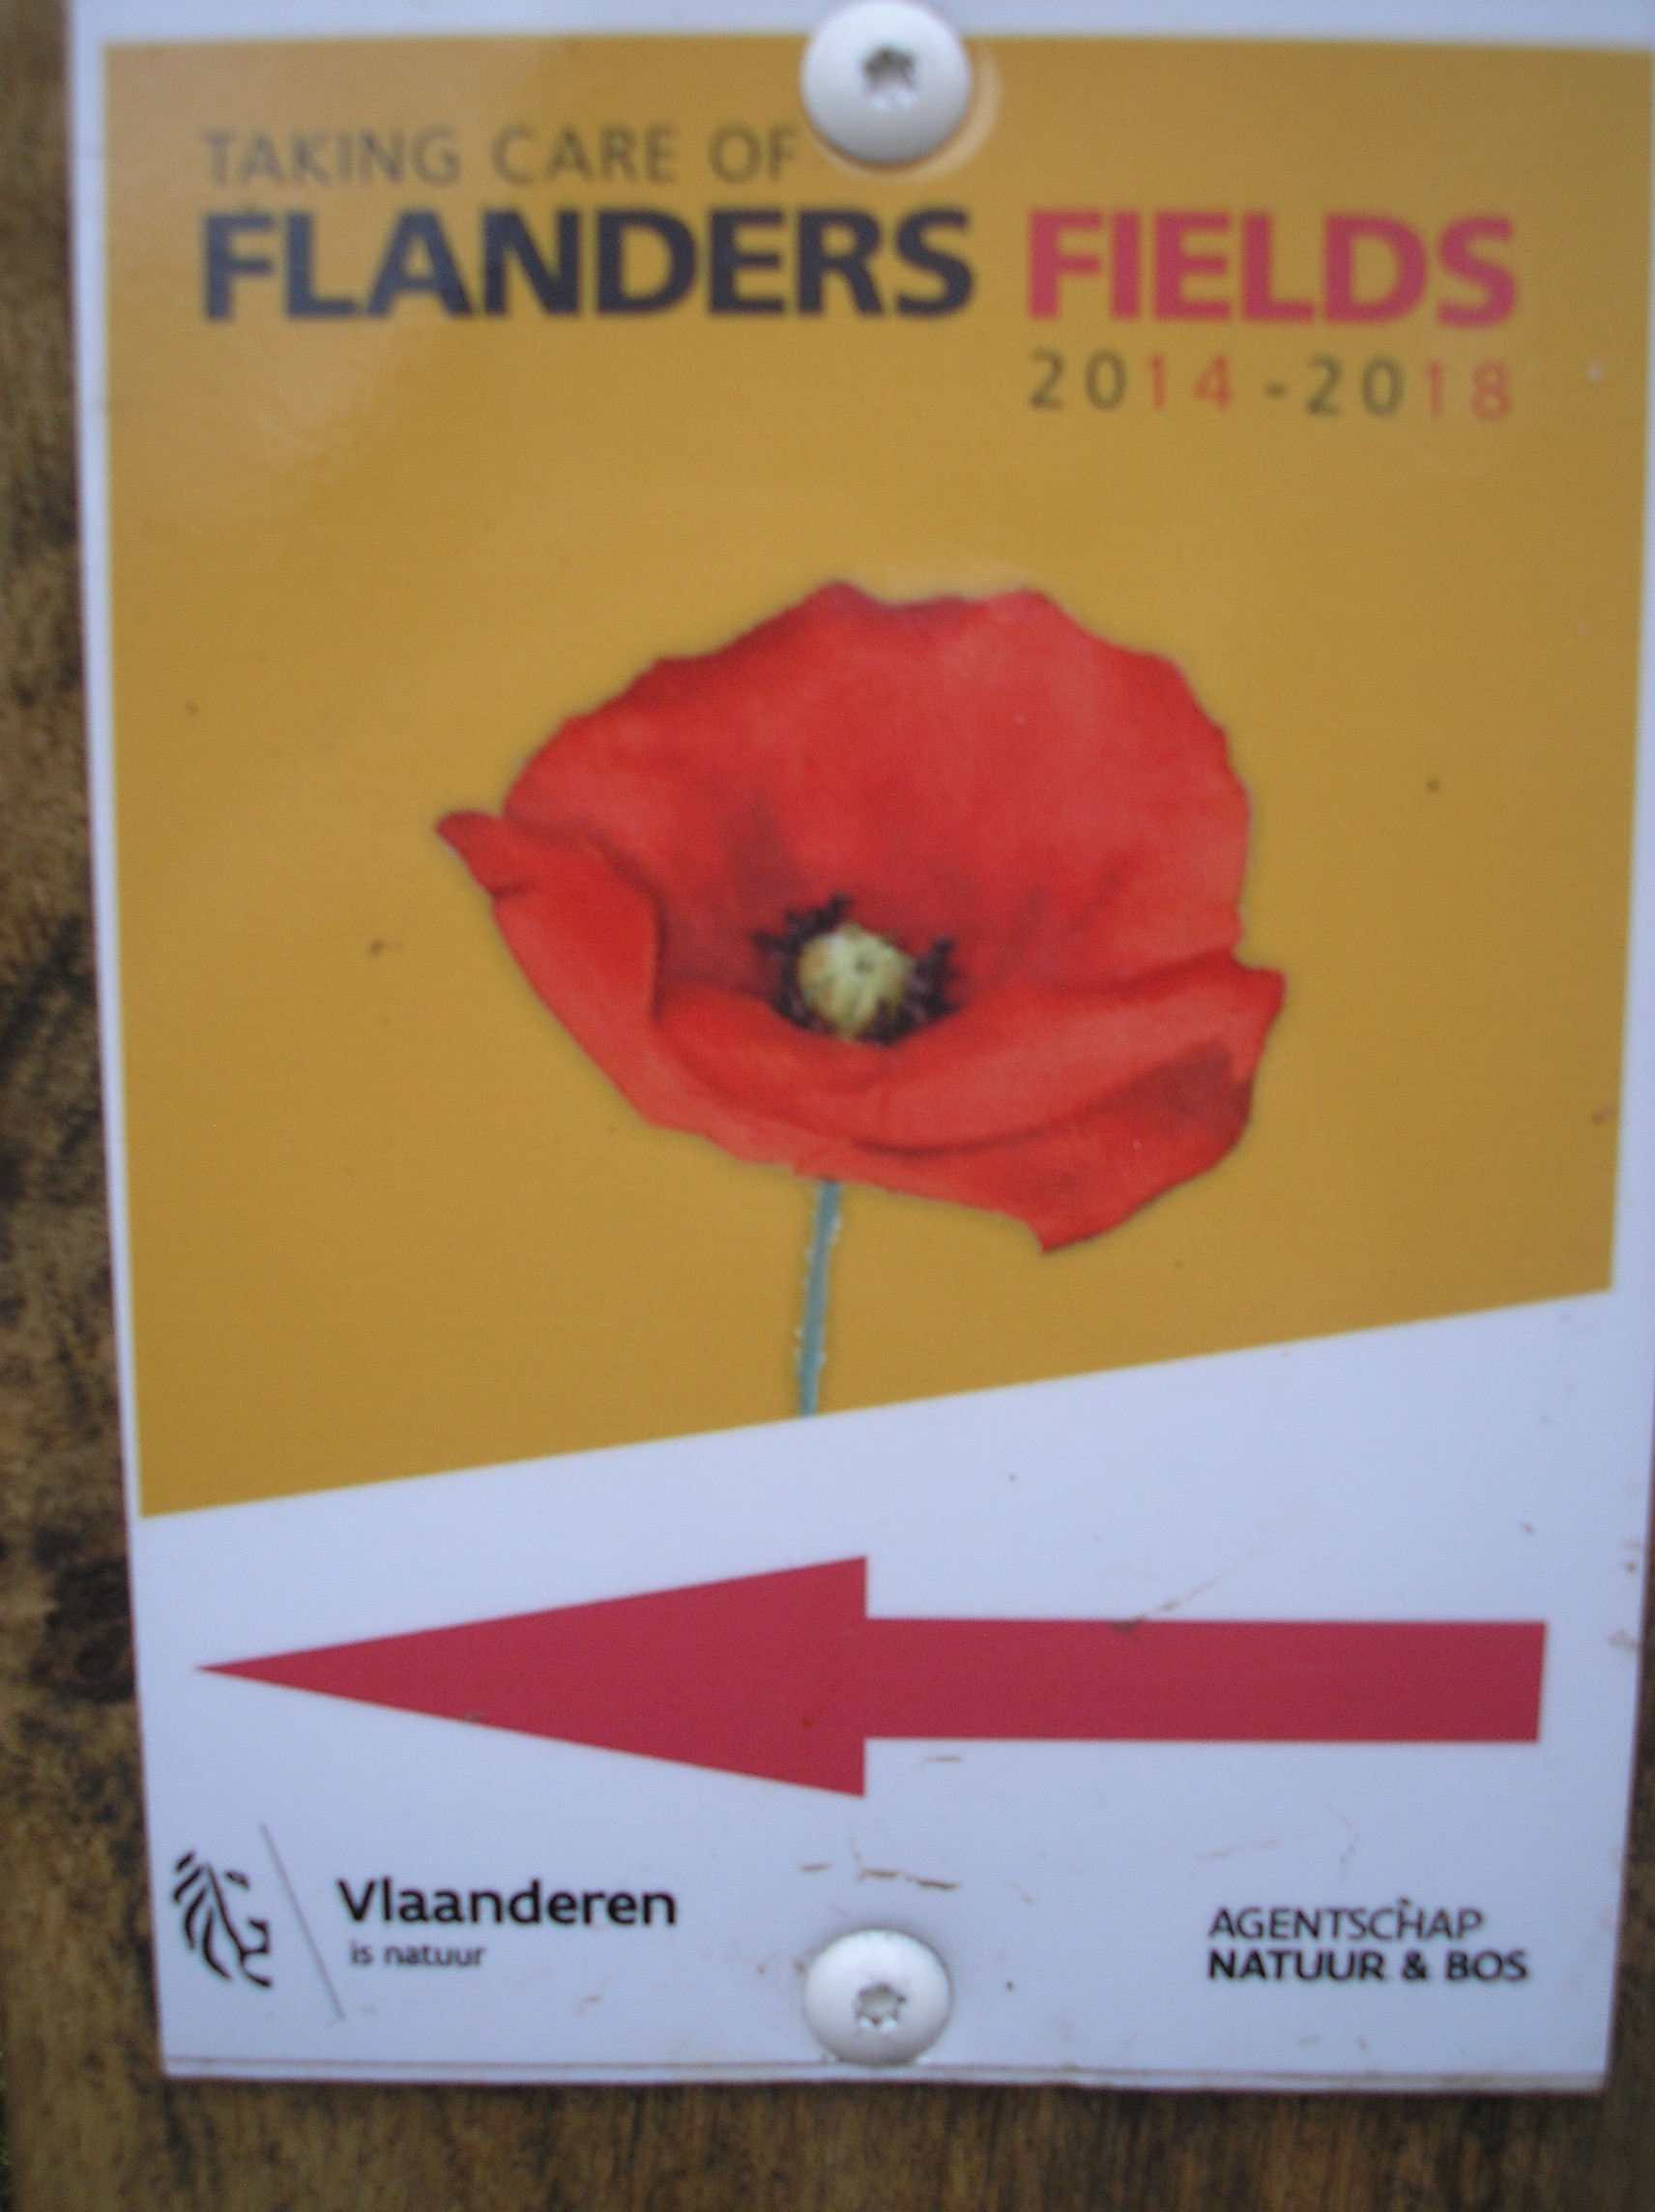 TAKING CARE OF
FLANDERS FIELDS
2014-2018
Vlaanderen
is natuur
AGENTSCHAP
NATUUR & BOS